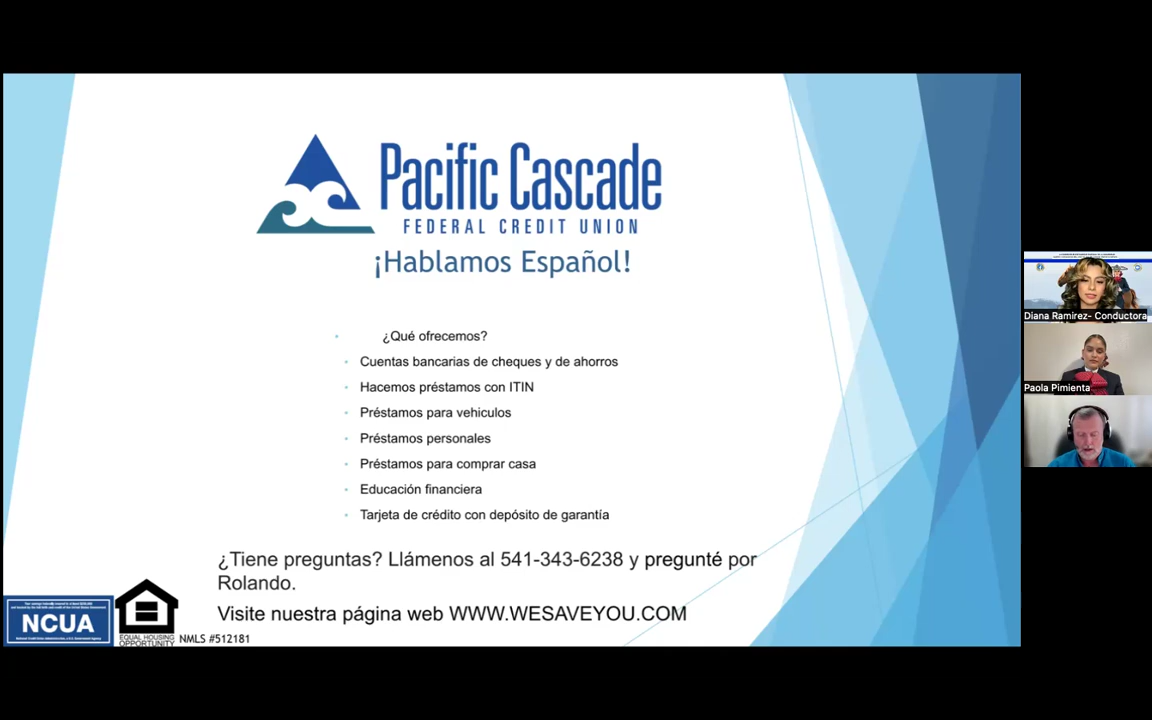 Pacific Cascade
FEDERAL CREDIT UNION
¡Hablamos Español!
¿Qué ofrecemos?
Cuentas bancarias de cheques y de ahorros
Hacemos préstamos con ITIN
Préstamos para vehiculos
Préstamos personales
Préstamos para comprar casa
Educación financiera
Tarjeta de crédito con depósito de garantía
¿Tiene preguntas? Llámenos al 541-343-6238 y pregunté por
Rolando.
Visite nuestra página web WWW.WESAVEYOU.COM
NCUA
EQUAL HOUSING
OPPORTUNITY
NMLS #512181
Diana Ramirez- Conductora
Paola Pimienta